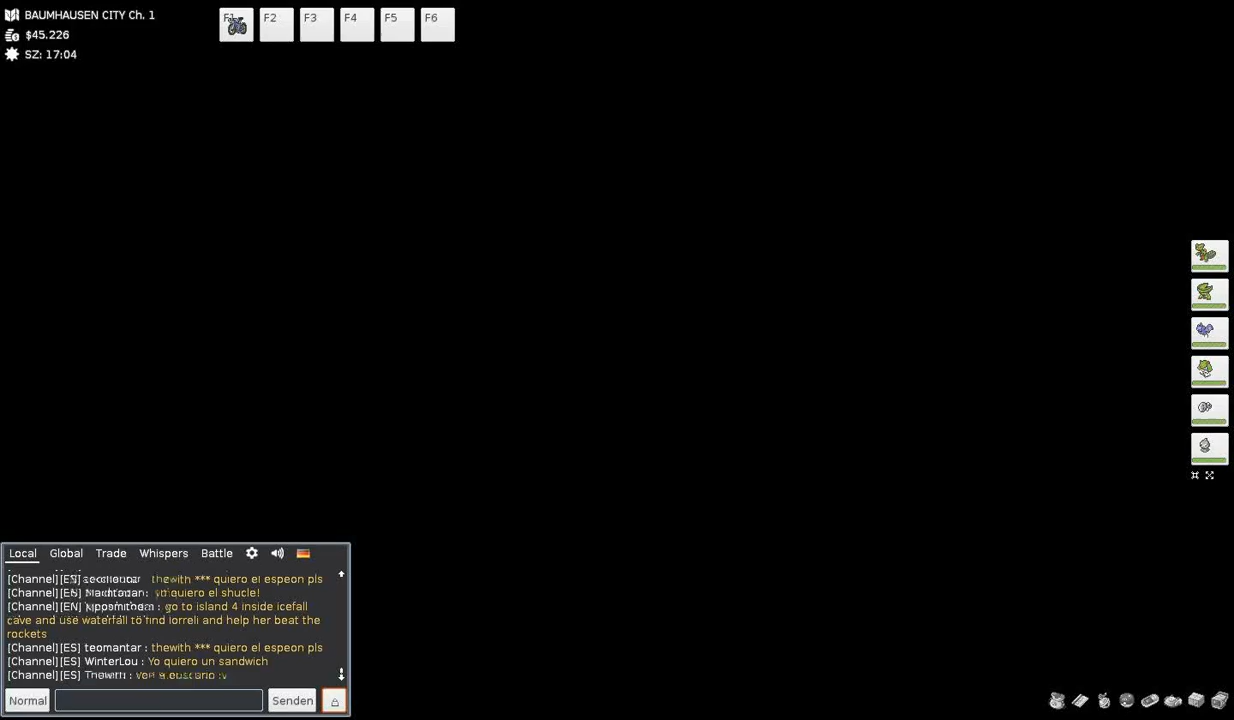 BAUMHAUSEN CITY Ch. 1
$45.226
SZ: 17:04
F1 F2 F3 F4 F5 F6
Local Global Trade Whispers Battle
[Channel][ES] thewith *** quiero el espeon pls
[Channel][ES] quiero el shucle!
[Channel][EN] : go to island 4 inside icefall
cave and use waterfall to find lorreli and help her beat the
rockets
[Channel][ES] teomantar : thewith *** quiero el espeon pls
[Channel][ES] WinterLou : Yo quiero un sandwich
[Channel][ES] Thewith :
Normal Senden